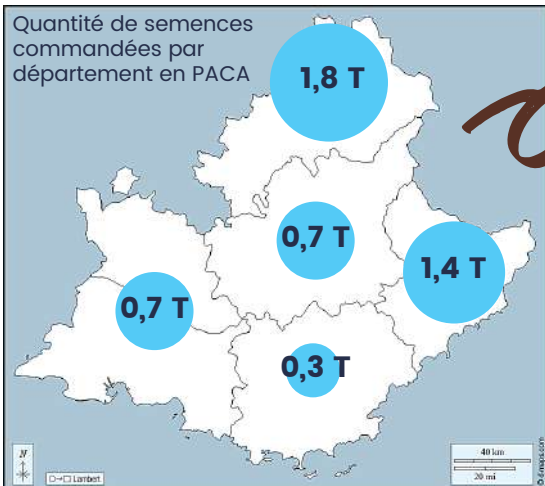 Quantité de semences
commandées par
département en PACA
1,8 T
0,7 T
1,4 T
0,7 T
0,3 T
N
Lambert
40 km
20 mi
© d-maps.com